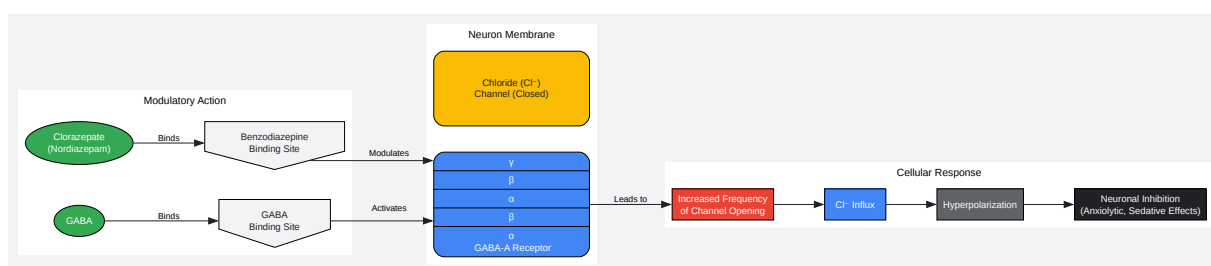 Modulatory Action
Clorazepate
(Nordiazepam)
Binds
Benzodiazepine
Binding Site
Modulates
GABA
Binds
GABA
Binding Site
Activates
Neuron Membrane
Chloride (Cl⁻)
Channel (Closed)
γ
β
α
β
α
GABA-A Receptor
Leads to
Cellular Response
Increased Frequency
of Channel Opening
Cl⁻ Influx
Hyperpolarization
Neuronal Inhibition
(Anxiolytic, Sedative Effects)